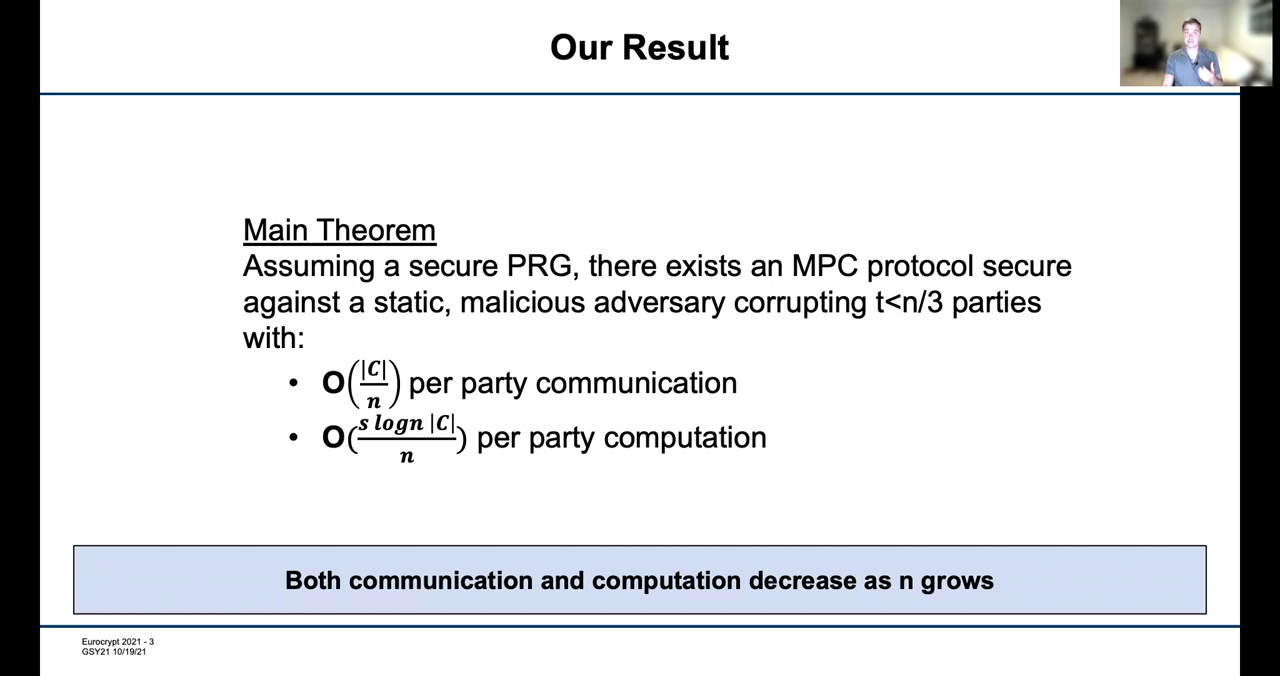 Our Result
Main Theorem
Assuming a secure PRG, there exists an MPC protocol secure
against a static, malicious adversary corrupting t<n/3 parties
with:
• O(|C|/n) per party communication
• O(s logn |C|/n) per party computation
Both communication and computation decrease as n grows
Eurocrypt 2021 - 3
GSY21 10/19/21